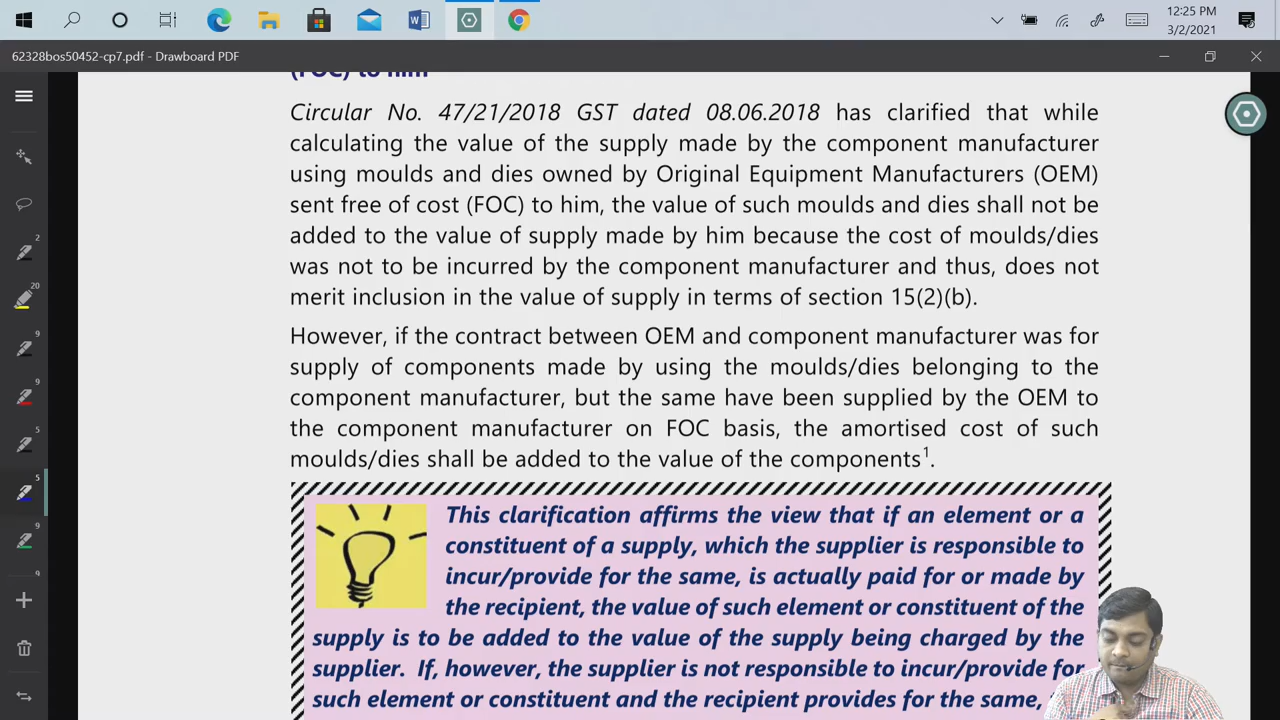 12:25 PM
3/2/2021
62328bos50452-cp7.pdf - Drawboard PDF
(FOC) to him
Circular No. 47/21/2018 GST dated 08.06.2018 has clarified that while
calculating the value of the supply made by the component manufacturer
using moulds and dies owned by Original Equipment Manufacturers (OEM)
sent free of cost (FOC) to him, the value of such moulds and dies shall not be
added to the value of supply made by him because the cost of moulds/dies
was not to be incurred by the component manufacturer and thus, does not
merit inclusion in the value of supply in terms of section 15(2)(b).
However, if the contract between OEM and component manufacturer was for
supply of components made by using the moulds/dies belonging to the
component manufacturer, but the same have been supplied by the OEM to
the component manufacturer on FOC basis, the amortised cost of such
moulds/dies shall be added to the value of the components¹.
This clarification affirms the view that if an element or a
constituent of a supply, which the supplier is responsible to
incur/provide for the same, is actually paid for or made by
the recipient, the value of such element or constituent of the
supply is to be added to the value of the supply being charged by the
supplier. If, however, the supplier is not responsible to incur/provide for
such element or constituent and the recipient provides for the same,
2
20
9
9
5
5
9
9